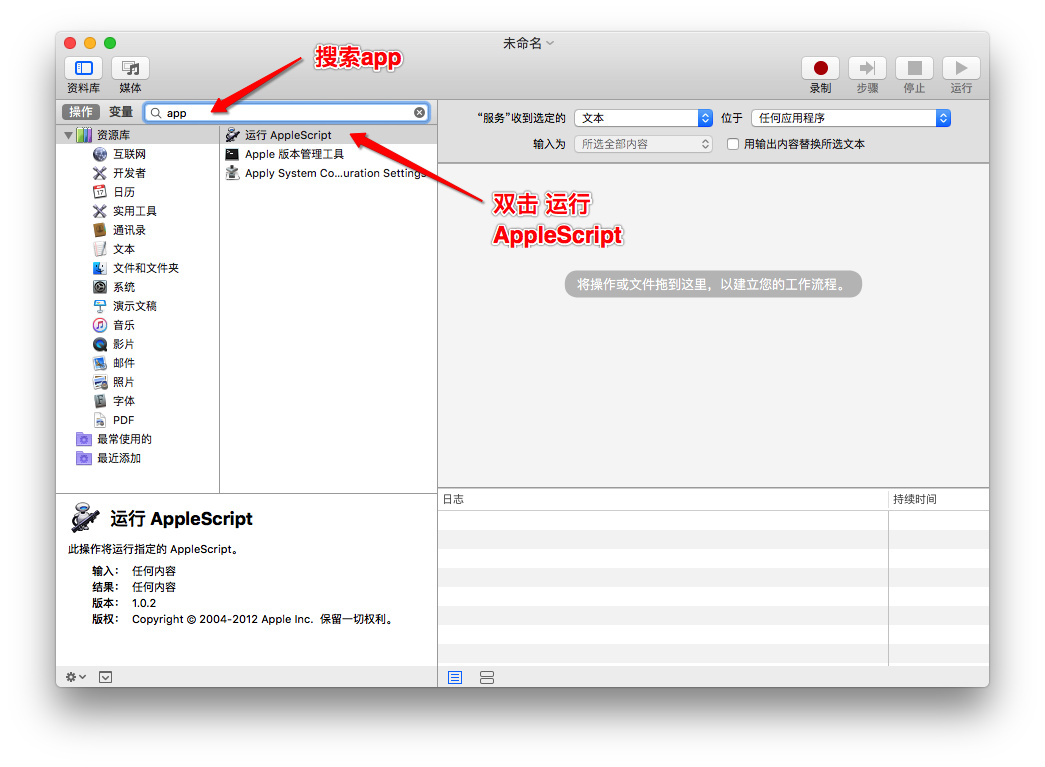 未命名
搜索app
资料库
媒体
录制
步骤
停止
运行
操作
变量
app
“服务”收到选定的
文本
位于
任何应用程序
输入为
所选全部内容
用输出内容替换所选文本
资源库
互联网
开发者
日历
17
实用工具
通讯录
文本
文件和文件夹
系统
演示文稿
音乐
影片
邮件
照片
字体
PDF
最常使用的
最近添加
运行 AppleScript
Apple 版本管理工具
Apply System Co...uration Settings
双击 运行
AppleScript
将操作或文件拖到这里，以建立您的工作流程。
日志
持续时间
运行 AppleScript
此操作将运行指定的 AppleScript。
输入： 任何内容
结果： 任何内容
版本： 1.0.2
版权： Copyright © 2004-2012 Apple Inc. 保留一切权利。